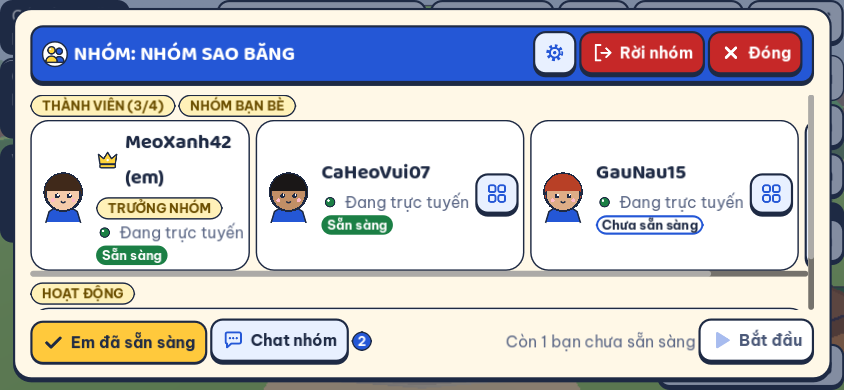 NHÓM: NHÓM SAO BĂNG
Rời nhóm
Đóng
THÀNH VIÊN (3/4)
NHÓM BẠN BÈ
MeoXanh42
(em)
TRƯỞNG NHÓM
Đang trực tuyến
Sẵn sàng
CaHeoVui07
Đang trực tuyến
Sẵn sàng
GauNau15
Đang trực tuyến
Chưa sẵn sàng
HOẠT ĐỘNG
Em đã sẵn sàng
Chat nhóm
2
Còn 1 bạn chưa sẵn sàng
Bắt đầu